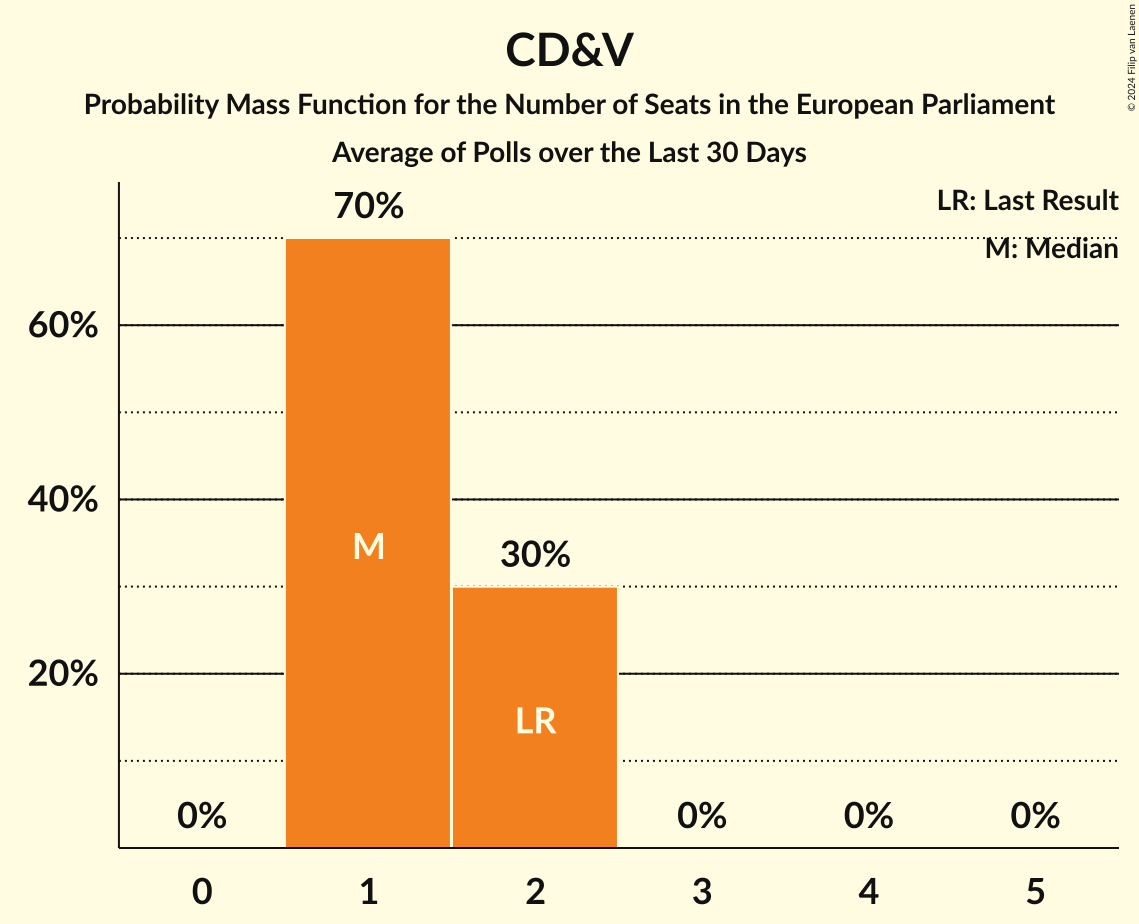 CD&V
Probability Mass Function for the Number of Seats in the European Parliament
Average of Polls over the Last 30 Days
© 2024 Filip van Laenen
LR: Last Result
M: Median
70%
60%
40%
M
30%
20%
LR
0%
0%
0%
0%
0
1
2
3
4
5